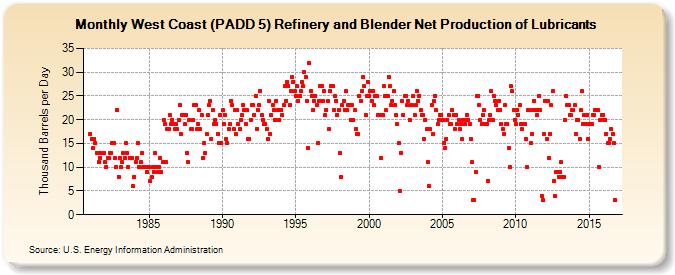 Monthly West Coast (PADD 5) Refinery and Blender Net Production of Lubricants
Thousand Barrels per Day
35
30
25
20
15
10
5
0
1985 1990 1995 2000 2005 2010 2015
Source: U.S. Energy Information Administration